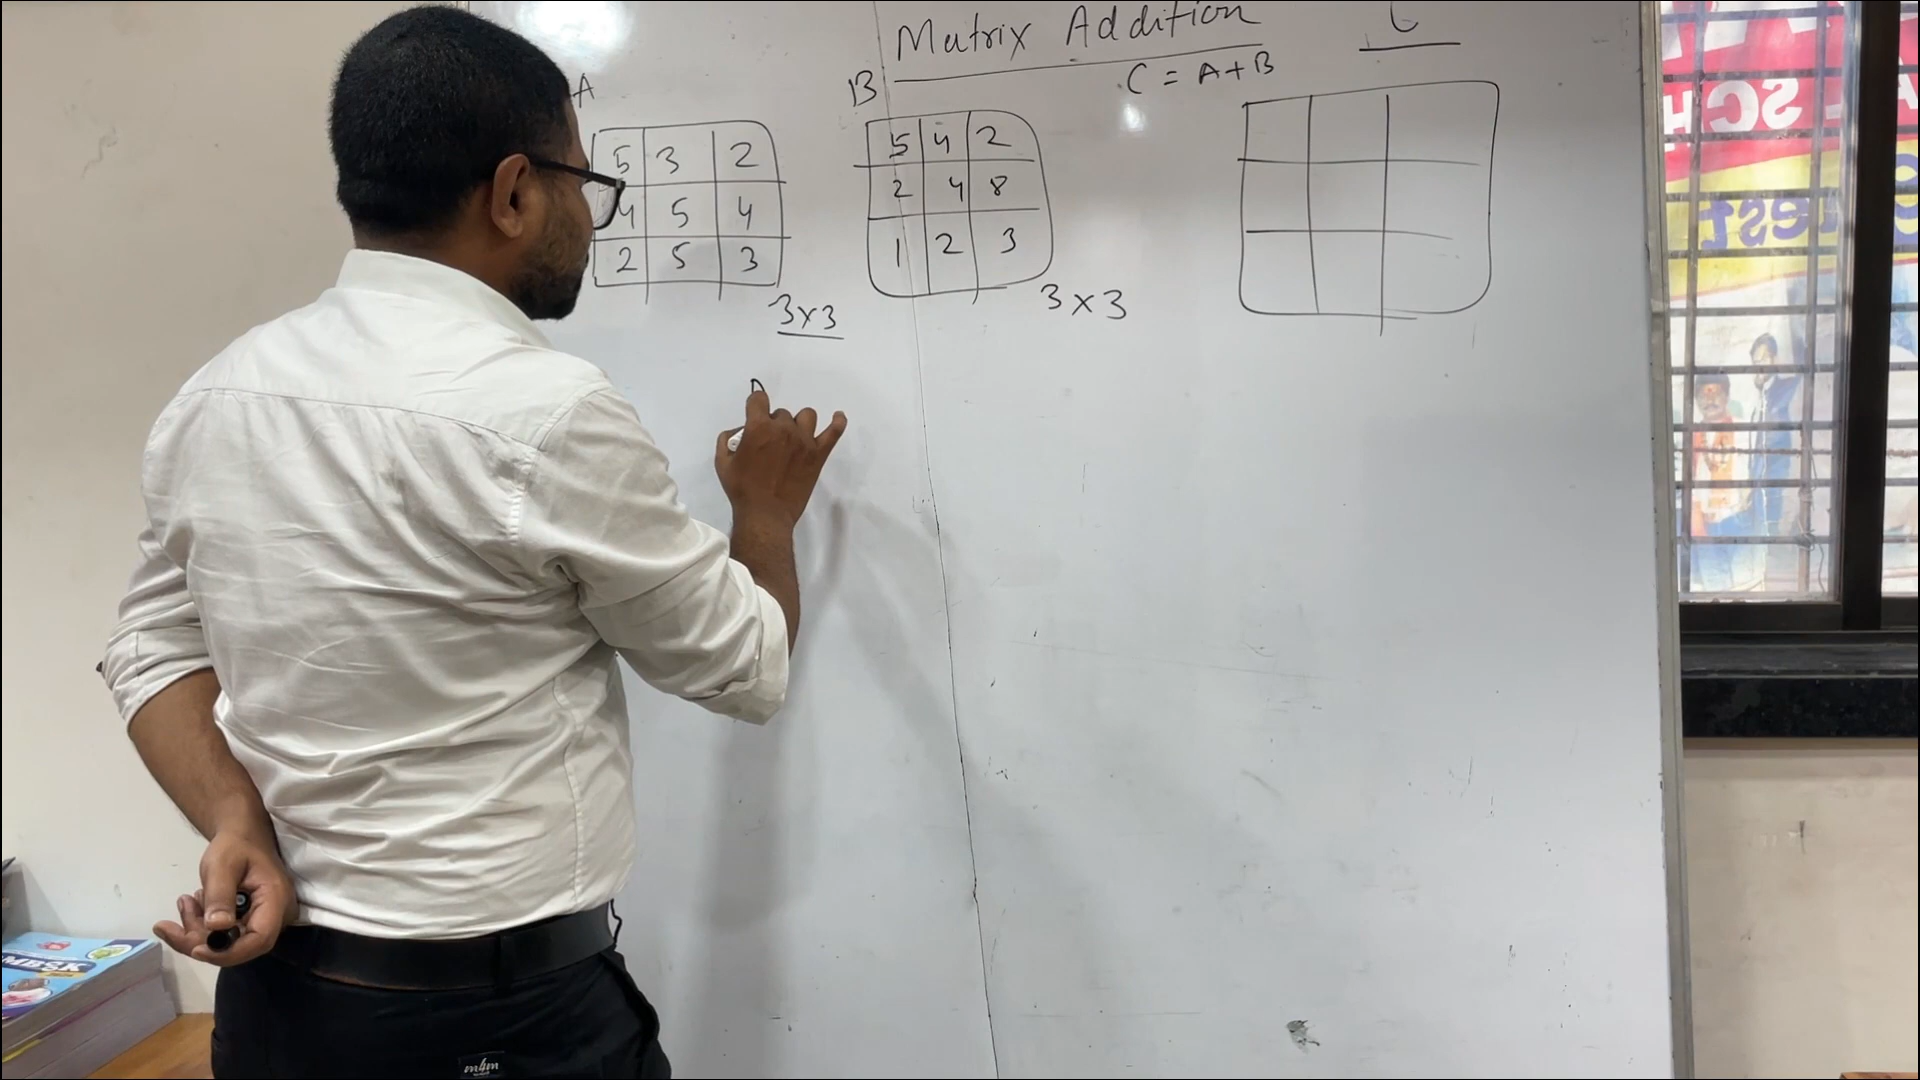 Matrix Addition
C
C = A + B
A
5 3 2
4 5 4
2 5 3
3x3
B
5 4 2
2 4 8
1 2 3
3 x 3
m4m